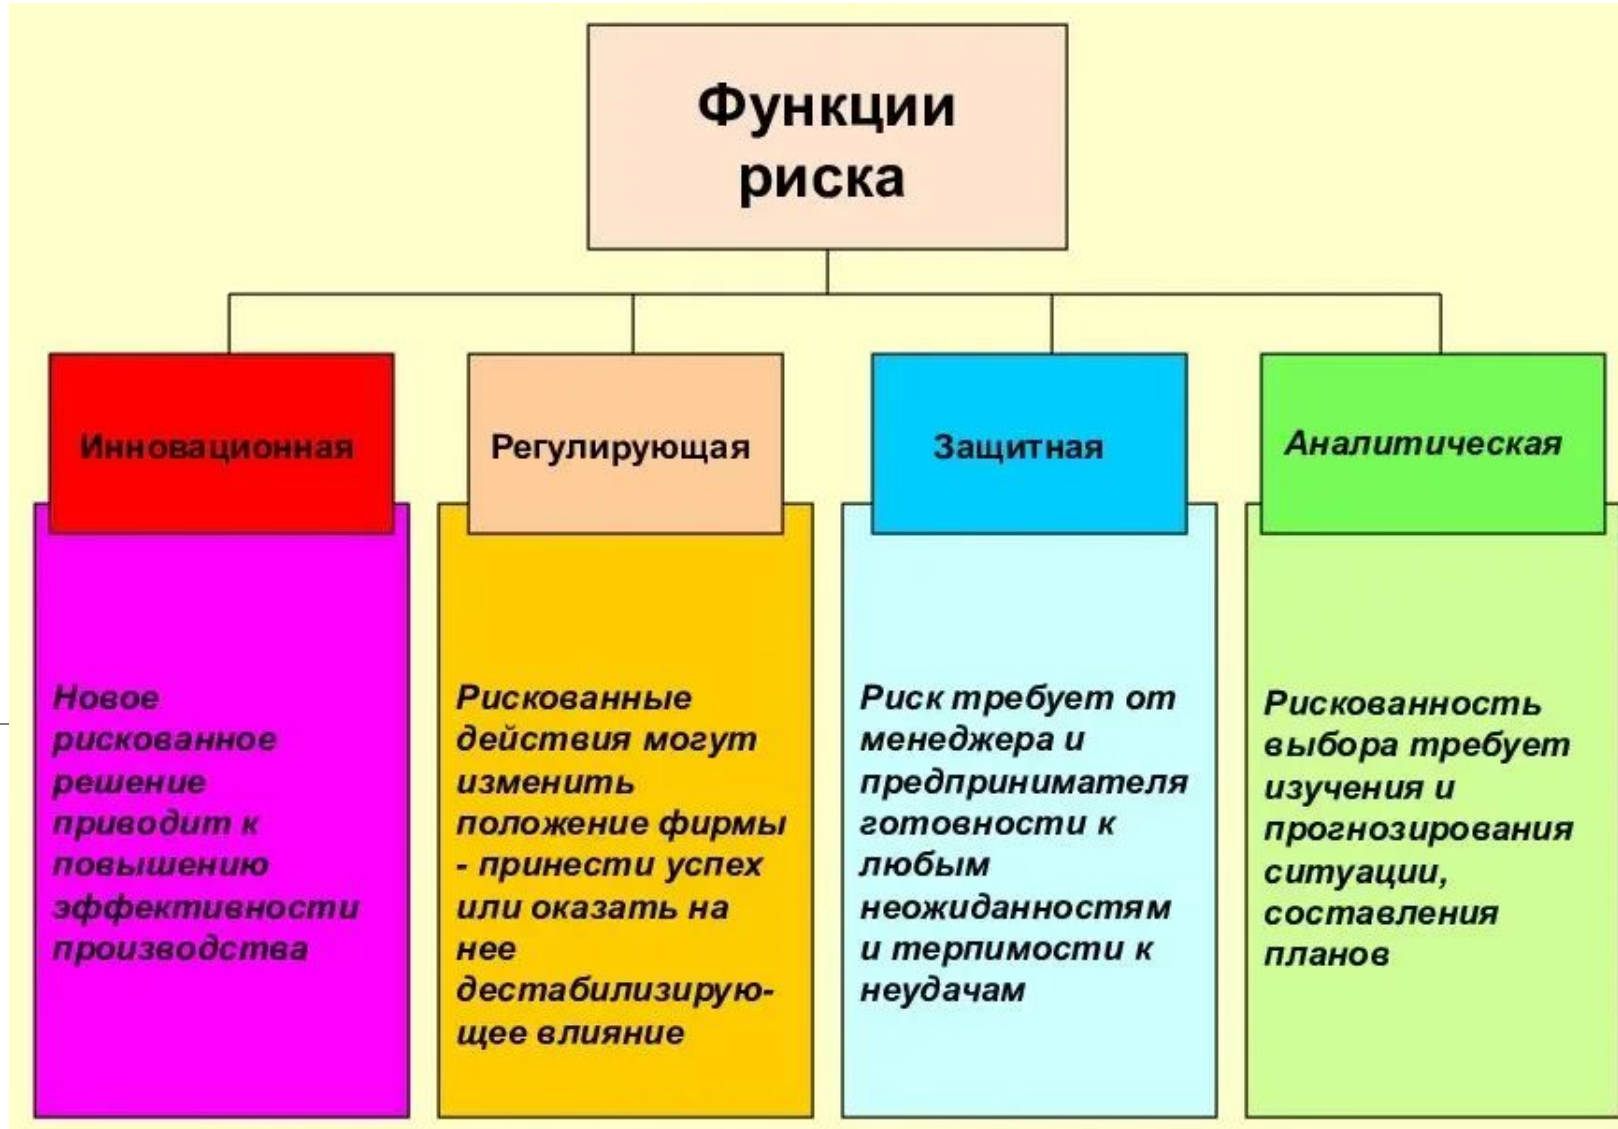 Функции
риска
Инновационная
Новое
рискованное
решение
приводит к
повышению
эффективности
производства
Регулирующая
Рискованные
действия могут
изменить
положение фирмы
- принести успех
или оказать на
нее
дестабилизирую-
щее влияние
Защитная
Риск требует от
менеджера и
предпринимателя
готовности к
любым
неожиданностям
и терпимости к
неудачам
Аналитическая
Рискованность
выбора требует
изучения и
прогнозирования
ситуации,
составления
планов